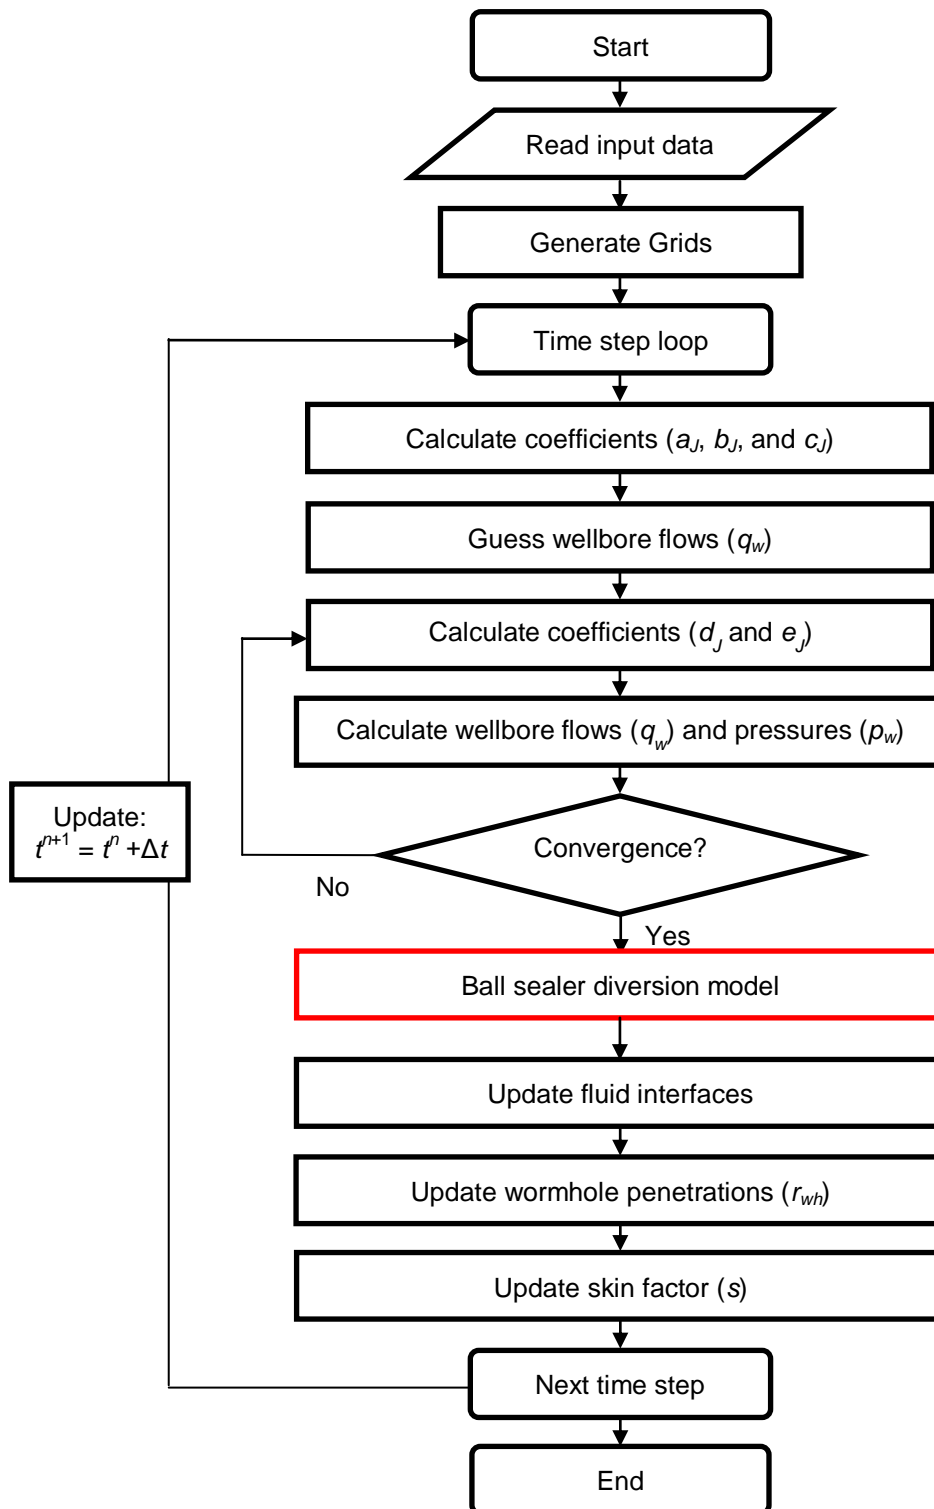 Start
Read input data
Generate Grids
Time step loop
Calculate coefficients (aJ, bJ, and cJ)
Guess wellbore flows (qw)
Calculate coefficients (dJ and eJ)
Calculate wellbore flows (qw) and pressures (pw)
Update:
tn+1 = tn +Δt
Convergence?
No
Yes
Ball sealer diversion model
Update fluid interfaces
Update wormhole penetrations (rwh)
Update skin factor (s)
Next time step
End